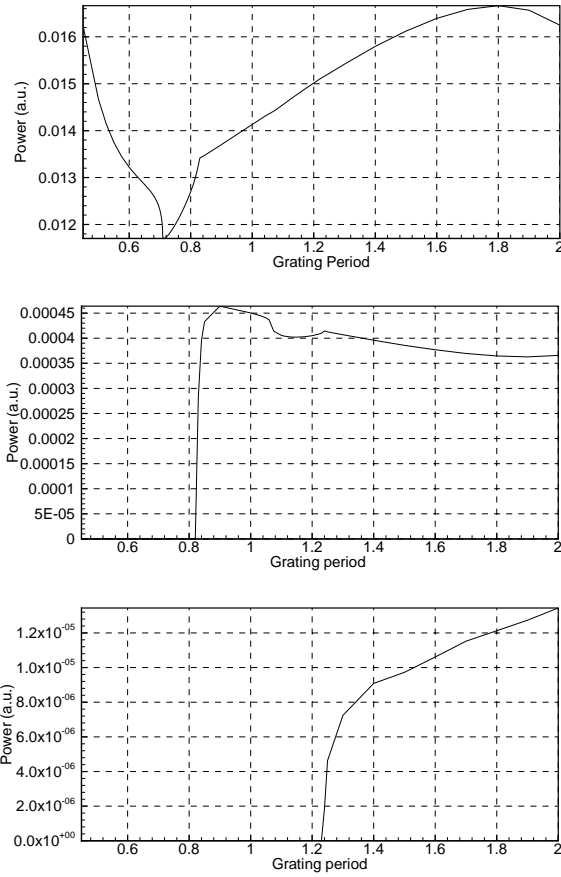 Power (a.u.)
0.016
0.015
0.014
0.013
0.012
0.6 0.8 1 1.2 1.4 1.6 1.8 2
Grating Period
Power (a.u.)
0.00045
0.0004
0.00035
0.0003
0.00025
0.0002
0.00015
0.0001
5E-05
0
0.6 0.8 1 1.2 1.4 1.6 1.8 2
Grating period
Power (a.u.)
1.2x10-05
1.0x10-05
8.0x10-06
6.0x10-06
4.0x10-06
2.0x10-06
0.0x10+00
0.6 0.8 1 1.2 1.4 1.6 1.8 2
Grating period